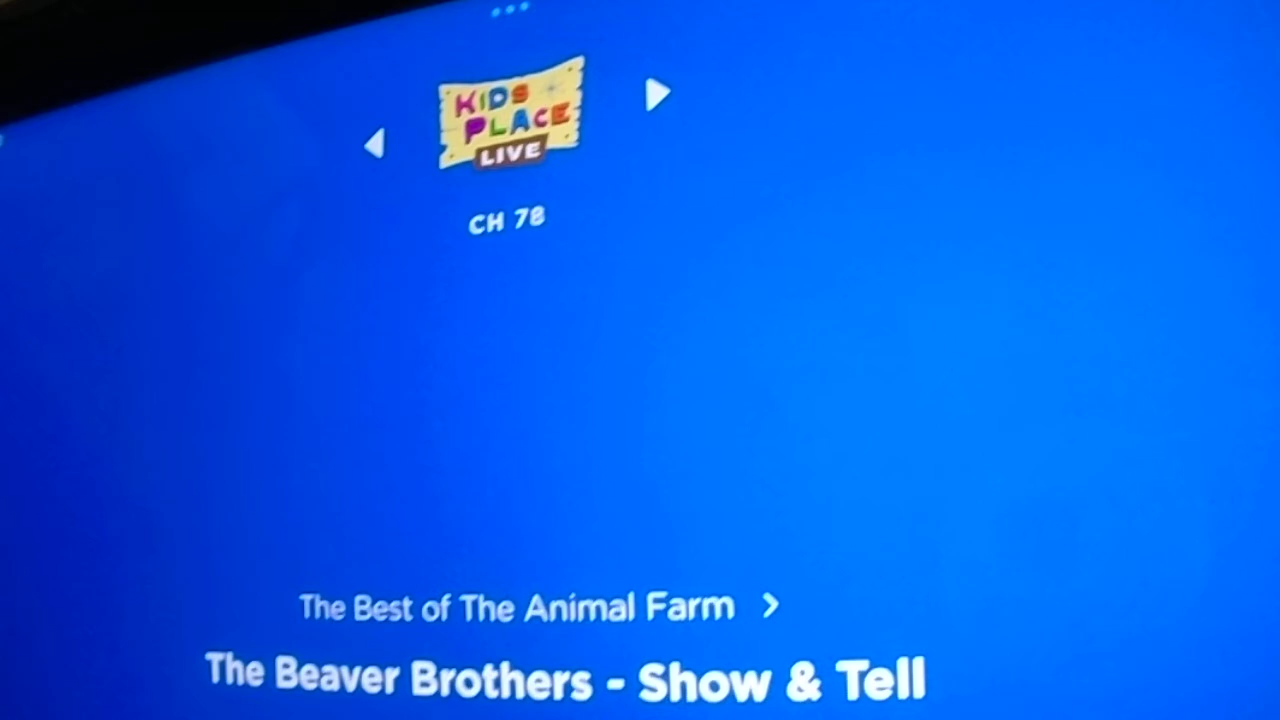 KIDS
PLACE
LIVE
CH 78
The Best of The Animal Farm
The Beaver Brothers - Show & Tell